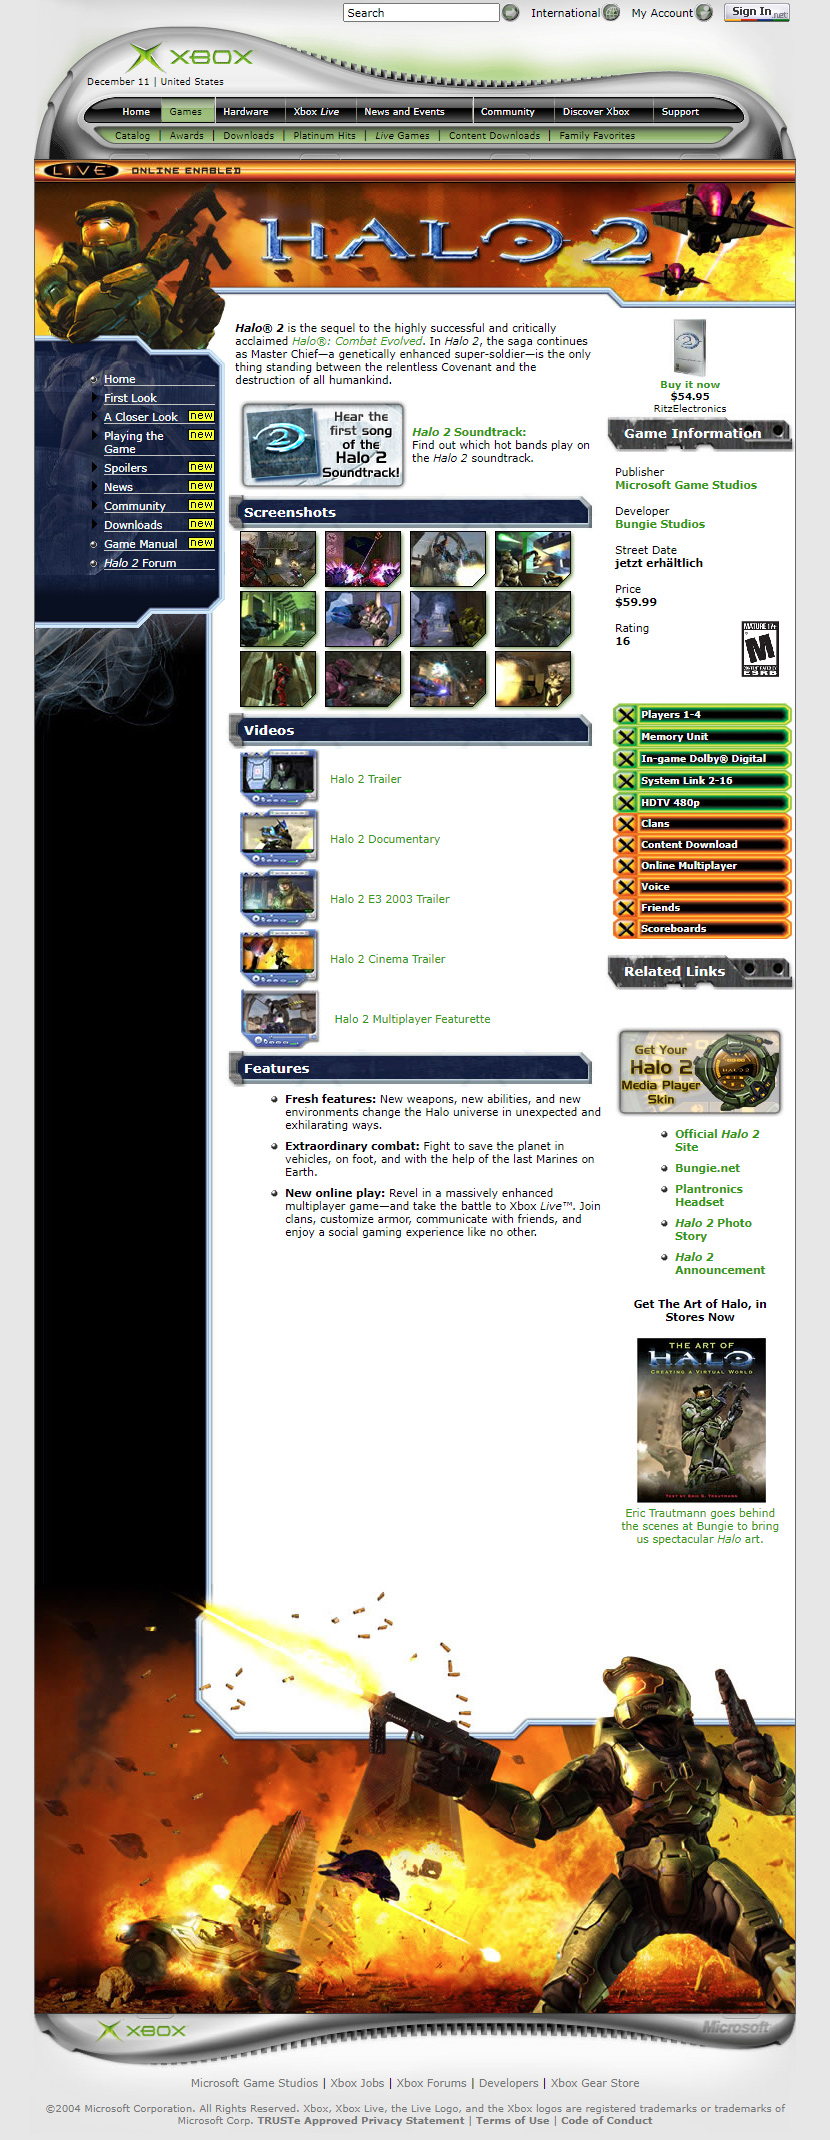 Search International My Account Sign In .net
XBOX
December 11 | United States
Home Games Hardware Xbox Live News and Events Community Discover Xbox Support
Catalog | Awards | Downloads | Platinum Hits | Live Games | Content Downloads | Family Favorites
LIVE ONLINE ENABLED
HALO 2
Home
First Look
A Closer Look new
Playing the new
Game
Spoilers new
News new
Community new
Downloads new
Game Manual new
Halo 2 Forum
Halo® 2 is the sequel to the highly successful and critically
acclaimed Halo®: Combat Evolved. In Halo 2, the saga continues
as Master Chief—a genetically enhanced super-soldier—is the only
thing standing between the relentless Covenant and the
destruction of all humankind.
Hear the
first song
of the
Halo 2
Soundtrack!
Halo 2 Soundtrack:
Find out which hot bands play on
the Halo 2 soundtrack.
Screenshots
Videos
Halo 2 Trailer
Halo 2 Documentary
Halo 2 E3 2003 Trailer
Halo 2 Cinema Trailer
Halo 2 Multiplayer Featurette
Features
Fresh features: New weapons, new abilities, and new
environments change the Halo universe in unexpected and
exhilarating ways.
Extraordinary combat: Fight to save the planet in
vehicles, on foot, and with the help of the last Marines on
Earth.
New online play: Revel in a massively enhanced
multiplayer game—and take the battle to Xbox Live™. Join
clans, customize armor, communicate with friends, and
enjoy a social gaming experience like no other.
Buy it now
$54.95
RitzElectronics
Game Information
Publisher
Microsoft Game Studios
Developer
Bungie Studios
Street Date
jetzt erhältlich
Price
$59.99
Rating
16
MATURE 17+
M
CONTENT RATED BY
ESRB
Players 1-4
Memory Unit
In-game Dolby® Digital
System Link 2-16
HDTV 480p
Clans
Content Download
Online Multiplayer
Voice
Friends
Scoreboards
Related Links
Get Your
Halo 2
Media Player
Skin
Official Halo 2
Site
Bungie.net
Plantronics
Headset
Halo 2 Photo
Story
Halo 2
Announcement
Get The Art of Halo, in
Stores Now
THE ART OF
HALO
CREATING A VIRTUAL WORLD
TEXT BY ERIC S. TRAUTMANN
Eric Trautmann goes behind
the scenes at Bungie to bring
us spectacular Halo art.
XBOX Microsoft
Microsoft Game Studios | Xbox Jobs | Xbox Forums | Developers | Xbox Gear Store
©2004 Microsoft Corporation. All Rights Reserved. Xbox, Xbox Live, the Live Logo, and the Xbox logos are registered trademarks or trademarks of
Microsoft Corp. TRUSTe Approved Privacy Statement | Terms of Use | Code of Conduct